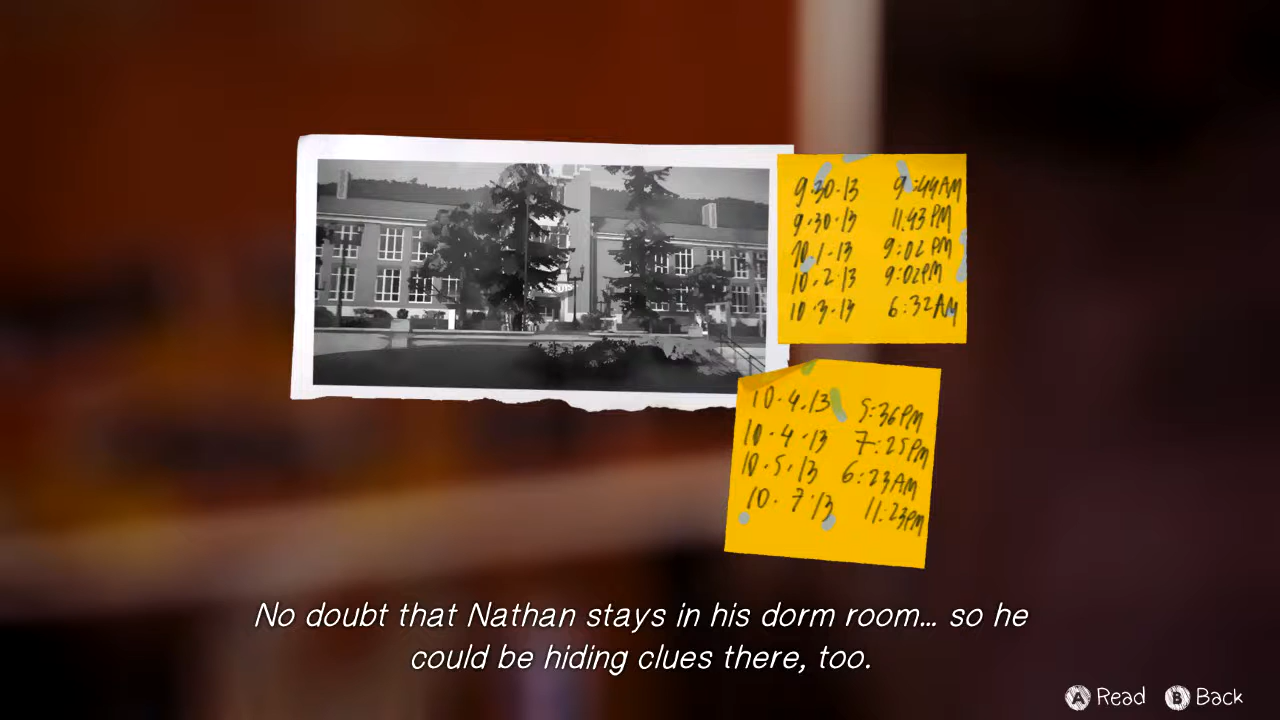 9·30·13 9:49AM
9·30·13 11:43PM
10·1·13 9:02PM
10·2·13 9:02PM
10·3·13 6:32AM
10·4·13 5:36PM
10·4·13 7:25PM
10·5·13 6:23AM
10·7·13 11:23PM
No doubt that Nathan stays in his dorm room... so he
could be hiding clues there, too.
A Read B Back